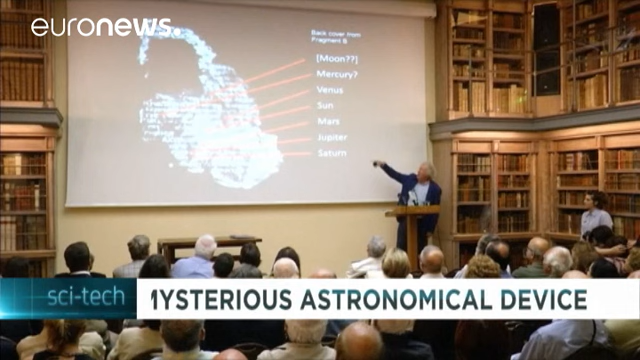 euronews.
Back cover from
Fragment B
[Moon??]
Mercury?
Venus
Sun
Mars
Jupiter
Saturn
sci-tech
MYSTERIOUS ASTRONOMICAL DEVICE